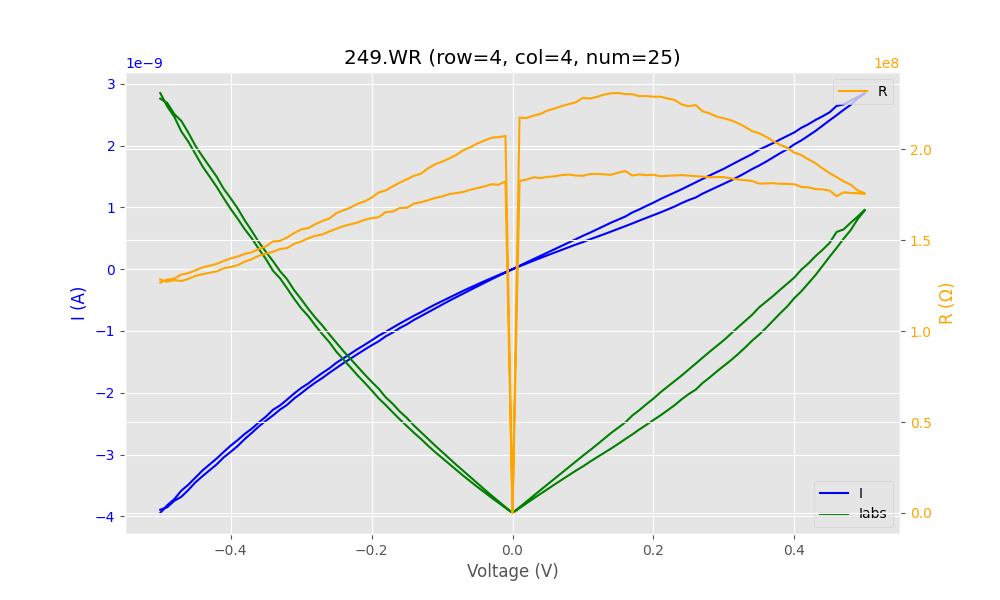 249.WR (row=4, col=4, num=25)
1e−9
1e8
R
3
2
1
0
−1
−2
−3
−4
I (A)
2.0
1.5
1.0
0.5
0.0
R (Ω)
I
Iabs
−0.4
−0.2
0.0
0.2
0.4
Voltage (V)